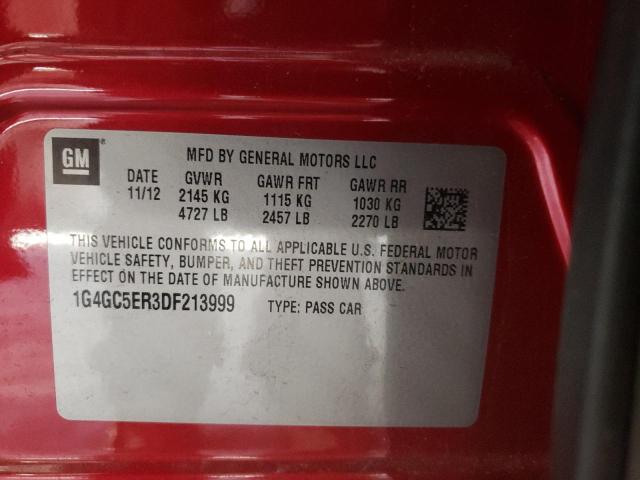 GM ®
MFD BY GENERAL MOTORS LLC
DATE GVWR GAWR FRT GAWR RR
11/12 2145 KG 1115 KG 1030 KG
4727 LB 2457 LB 2270 LB
THIS VEHICLE CONFORMS TO ALL APPLICABLE U.S. FEDERAL MOTOR
VEHICLE SAFETY, BUMPER, AND THEFT PREVENTION STANDARDS IN
EFFECT ON THE DATE OF MANUFACTURE SHOWN ABOVE.
1G4GC5ER3DF213999 TYPE: PASS CAR